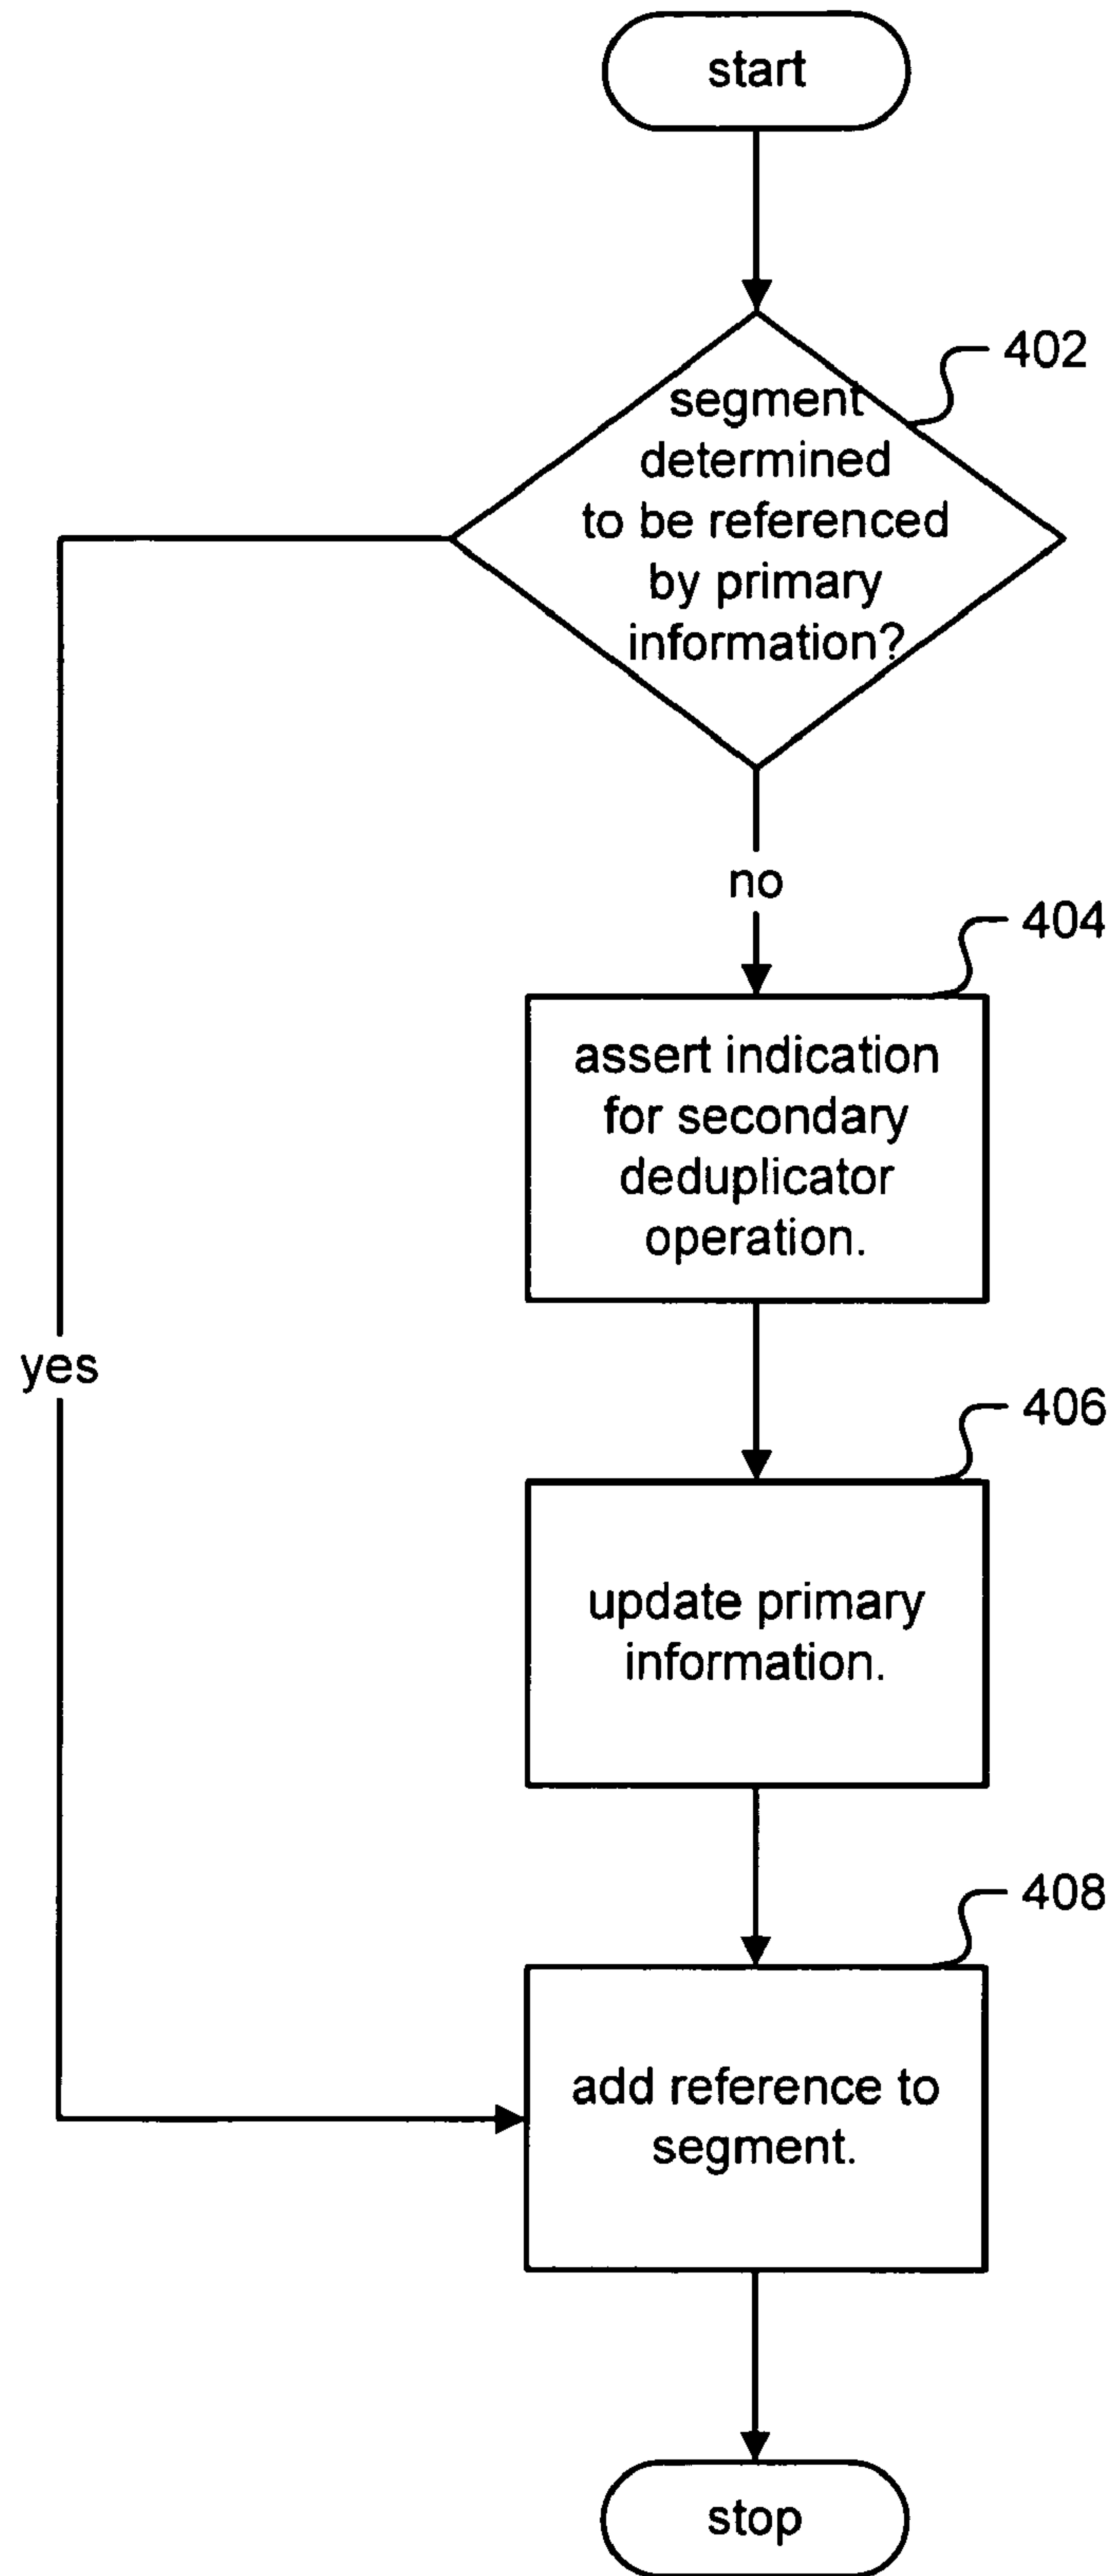 start
402
segment
determined
to be referenced
by primary
information?
no
404
assert indication
for secondary
deduplicator
operation.
yes
406
update primary
information.
408
add reference to
segment.
stop